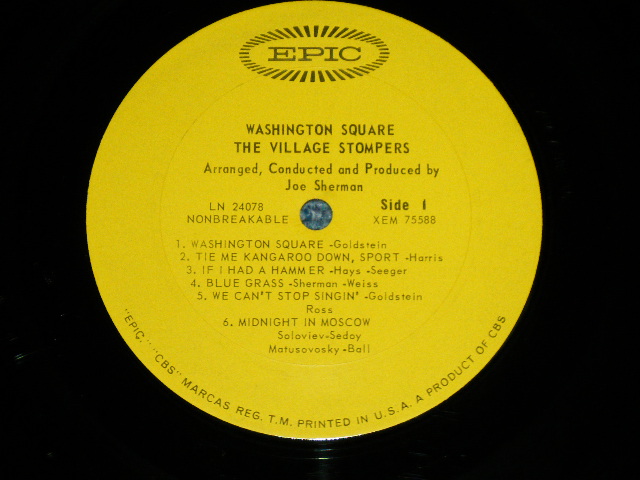 EPIC
WASHINGTON SQUARE
THE VILLAGE STOMPERS
Arranged, Conducted and Produced by
Joe Sherman
LN 24078
NONBREAKABLE
Side 1
XEM 75588
1. WASHINGTON SQUARE -Goldstein
2. TIE ME KANGAROO DOWN, SPORT -Harris
3. IF I HAD A HAMMER -Hays -Seeger
4. BLUE GRASS -Sherman -Weiss
5. WE CAN'T STOP SINGIN' -Goldstein
Ross
6. MIDNIGHT IN MOSCOW
Soloviev-Sedoy
Matusovosky -Ball
"EPIC," "CBS" MARCAS REG. T.M. PRINTED IN U.S.A. A PRODUCT OF CBS